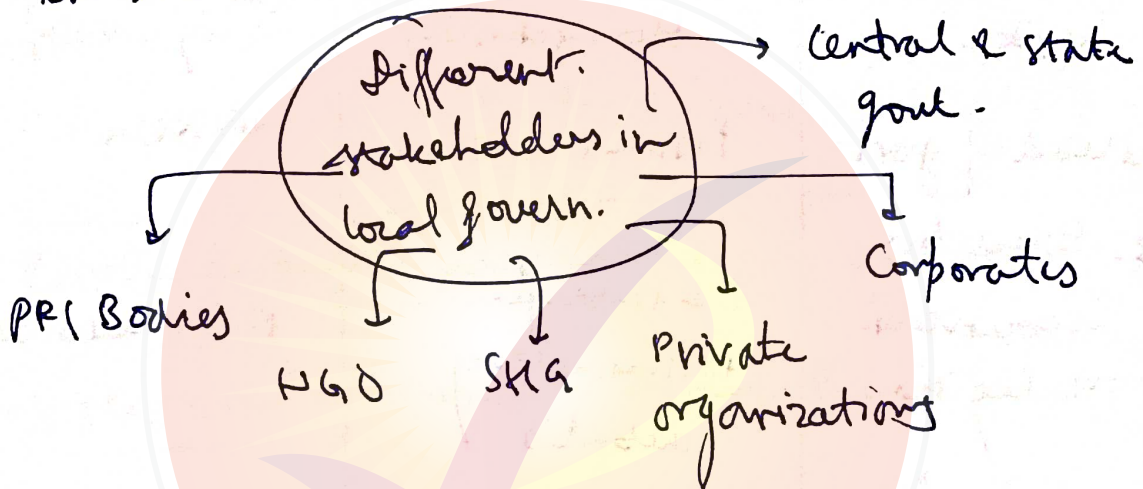 Different
stakeholders in
local govern.
Central & state
govt.
Corporates
Private
organizations
SHG
NGO
PRI Bodies